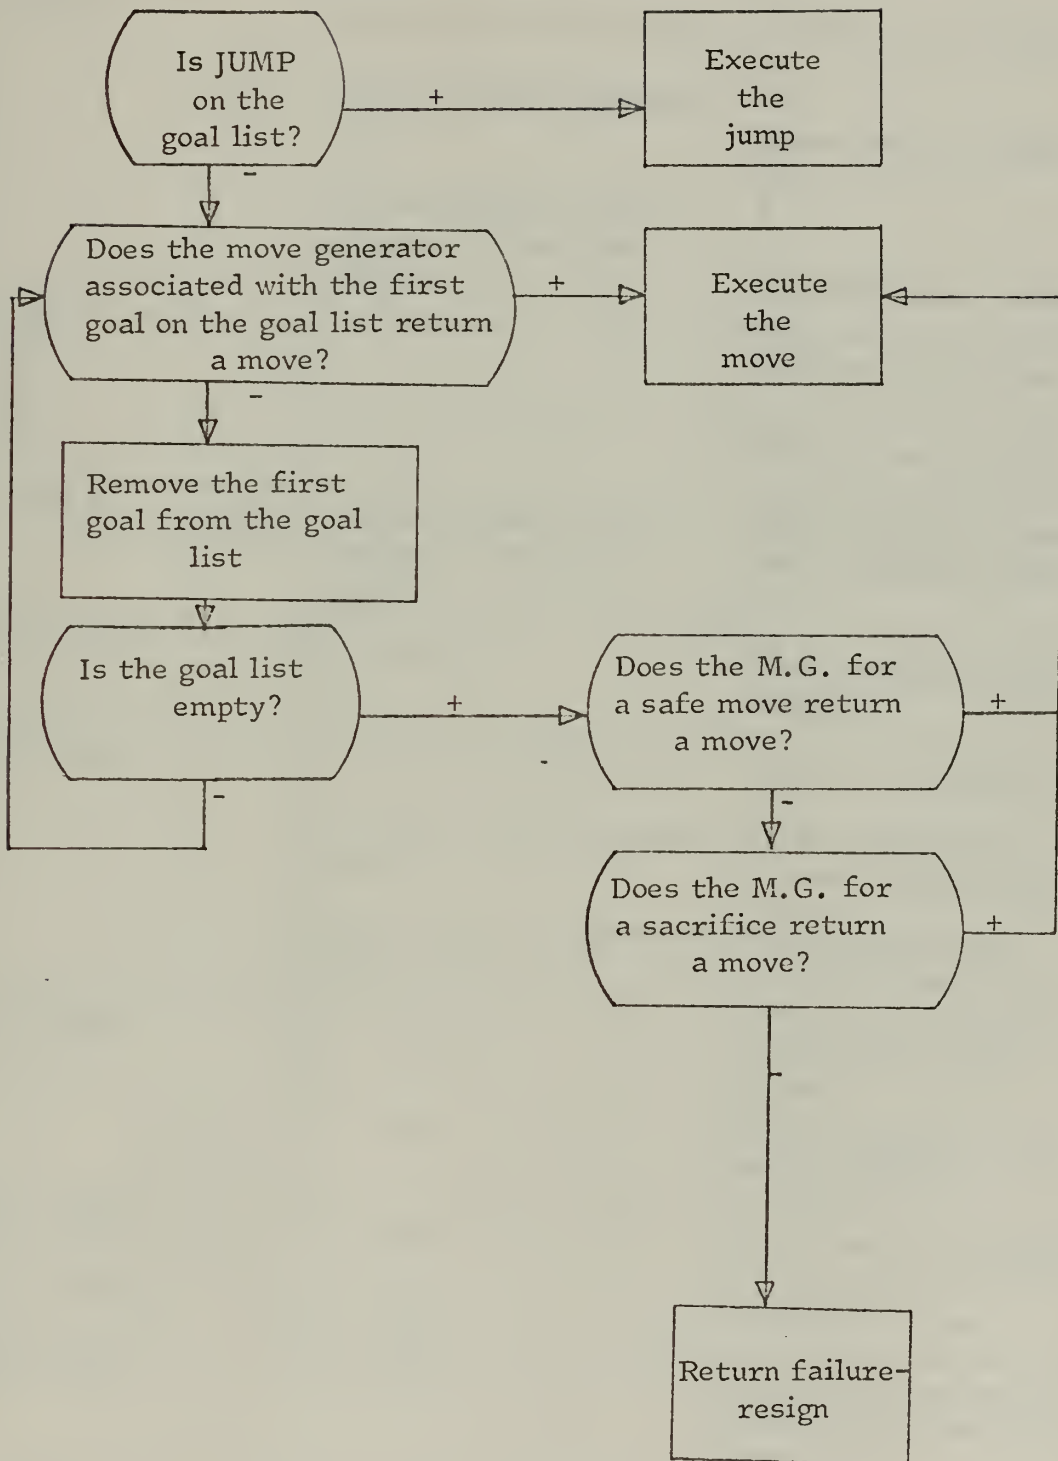 Is JUMP
on the
goal list?
+
Execute
the
jump
-
Does the move generator
associated with the first
goal on the goal list return
a move?
+
Execute
the
move
-
Remove the first
goal from the goal
list
Is the goal list
empty?
+
Does the M.G. for
a safe move return
a move?
+
-
-
Does the M.G. for
a sacrifice return
a move?
+
-
Return failure-
resign